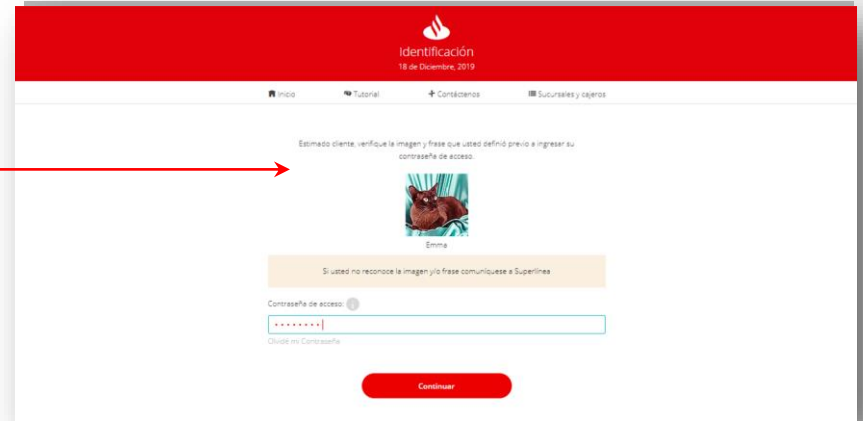 Identificación
18 de Diciembre, 2019
Inicio Tutorial Contáctenos Sucursales y cajeros
Estimado cliente, verifique la imagen y frase que usted definió previo a ingresar su
contraseña de acceso.
Emma
Si usted no reconoce la imagen y/o frase comuníquese a Superlínea
Contraseña de acceso:
Olvidé mi Contraseña
Continuar